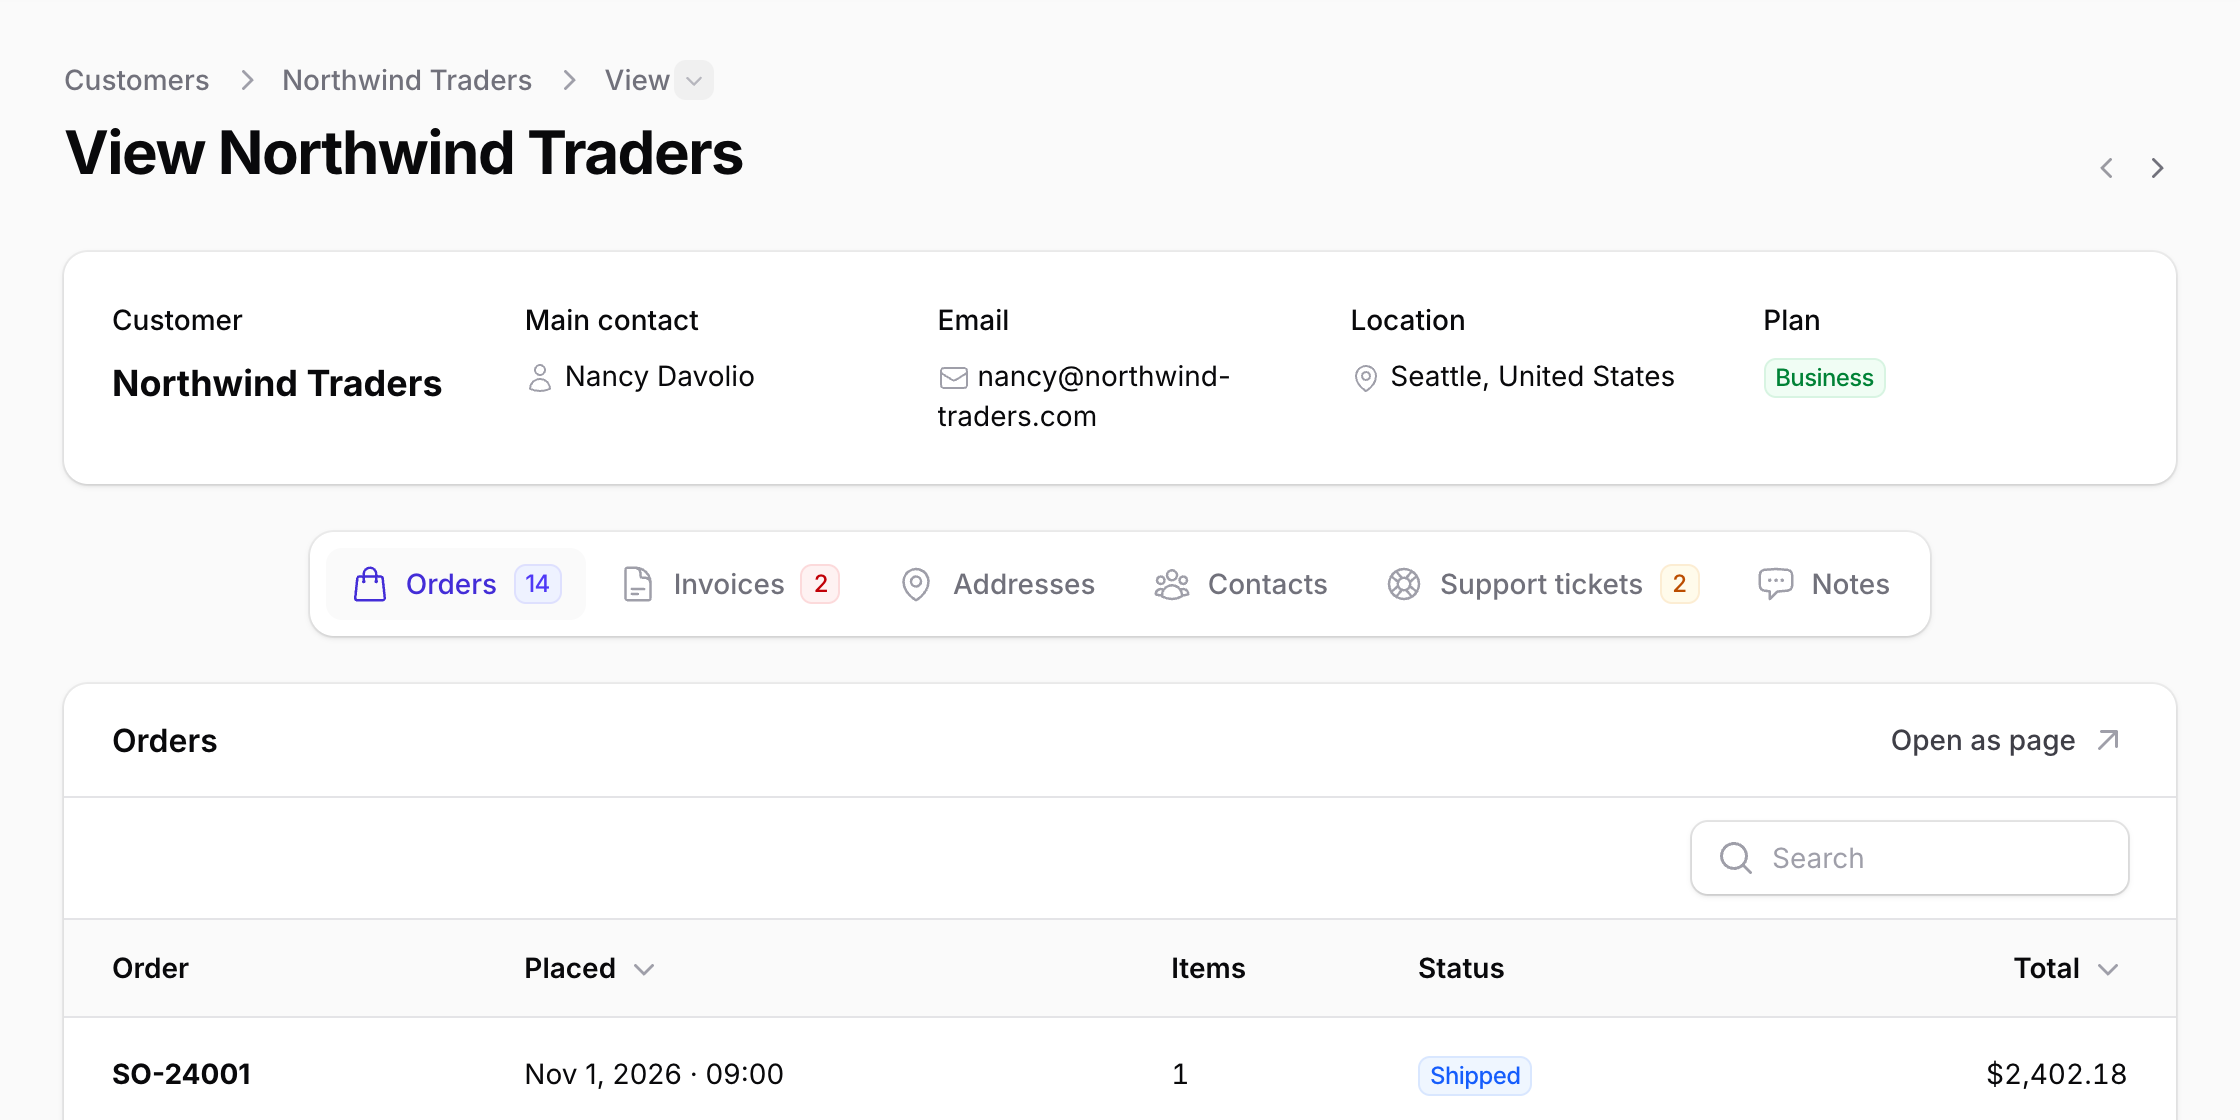 Customers Northwind Traders View
View Northwind Traders
Customer Main contact Email Location Plan
Northwind Traders Nancy Davolio nancy@northwind- Seattle, United States Business
traders.com
Orders 14 Invoices 2 Addresses Contacts Support tickets 2 Notes
Orders Open as page
Search
Order Placed Items Status Total
SO-24001 Nov 1, 2026 · 09:00 1 Shipped $2,402.18